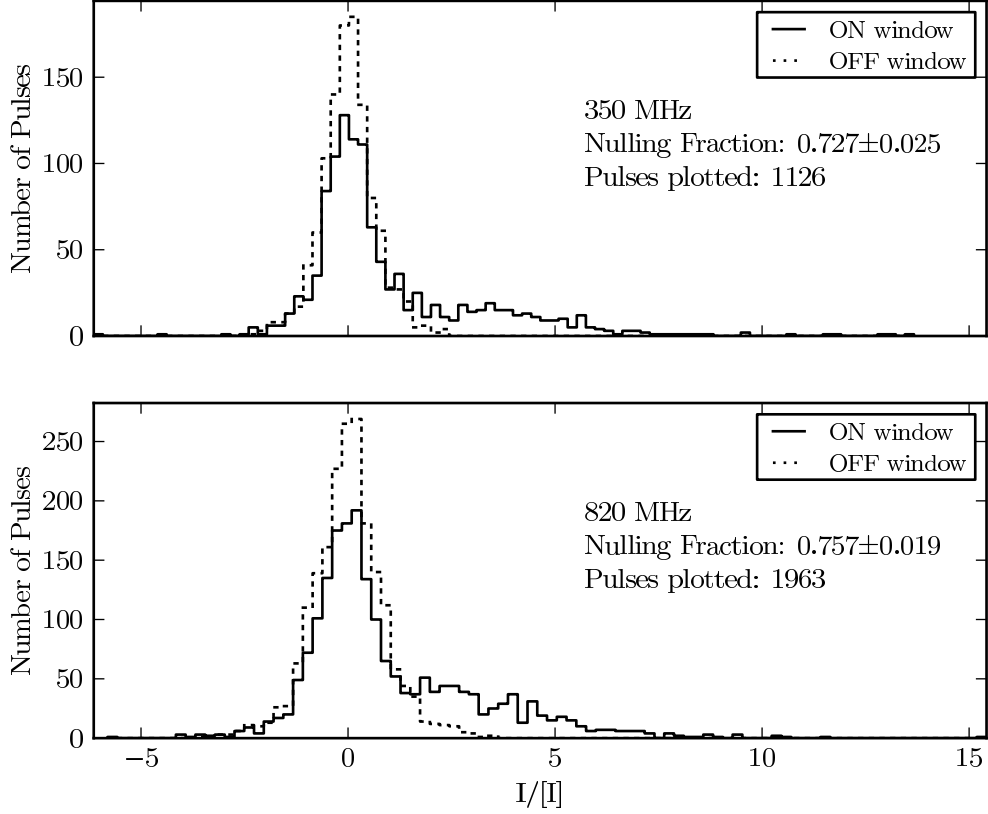 Number of Pulses
150
100
50
0
ON window
OFF window
350 MHz
Nulling Fraction: 0.727±0.025
Pulses plotted: 1126
Number of Pulses
250
200
150
100
50
0
ON window
OFF window
820 MHz
Nulling Fraction: 0.757±0.019
Pulses plotted: 1963
−5 0 5 10 15
I/[I]